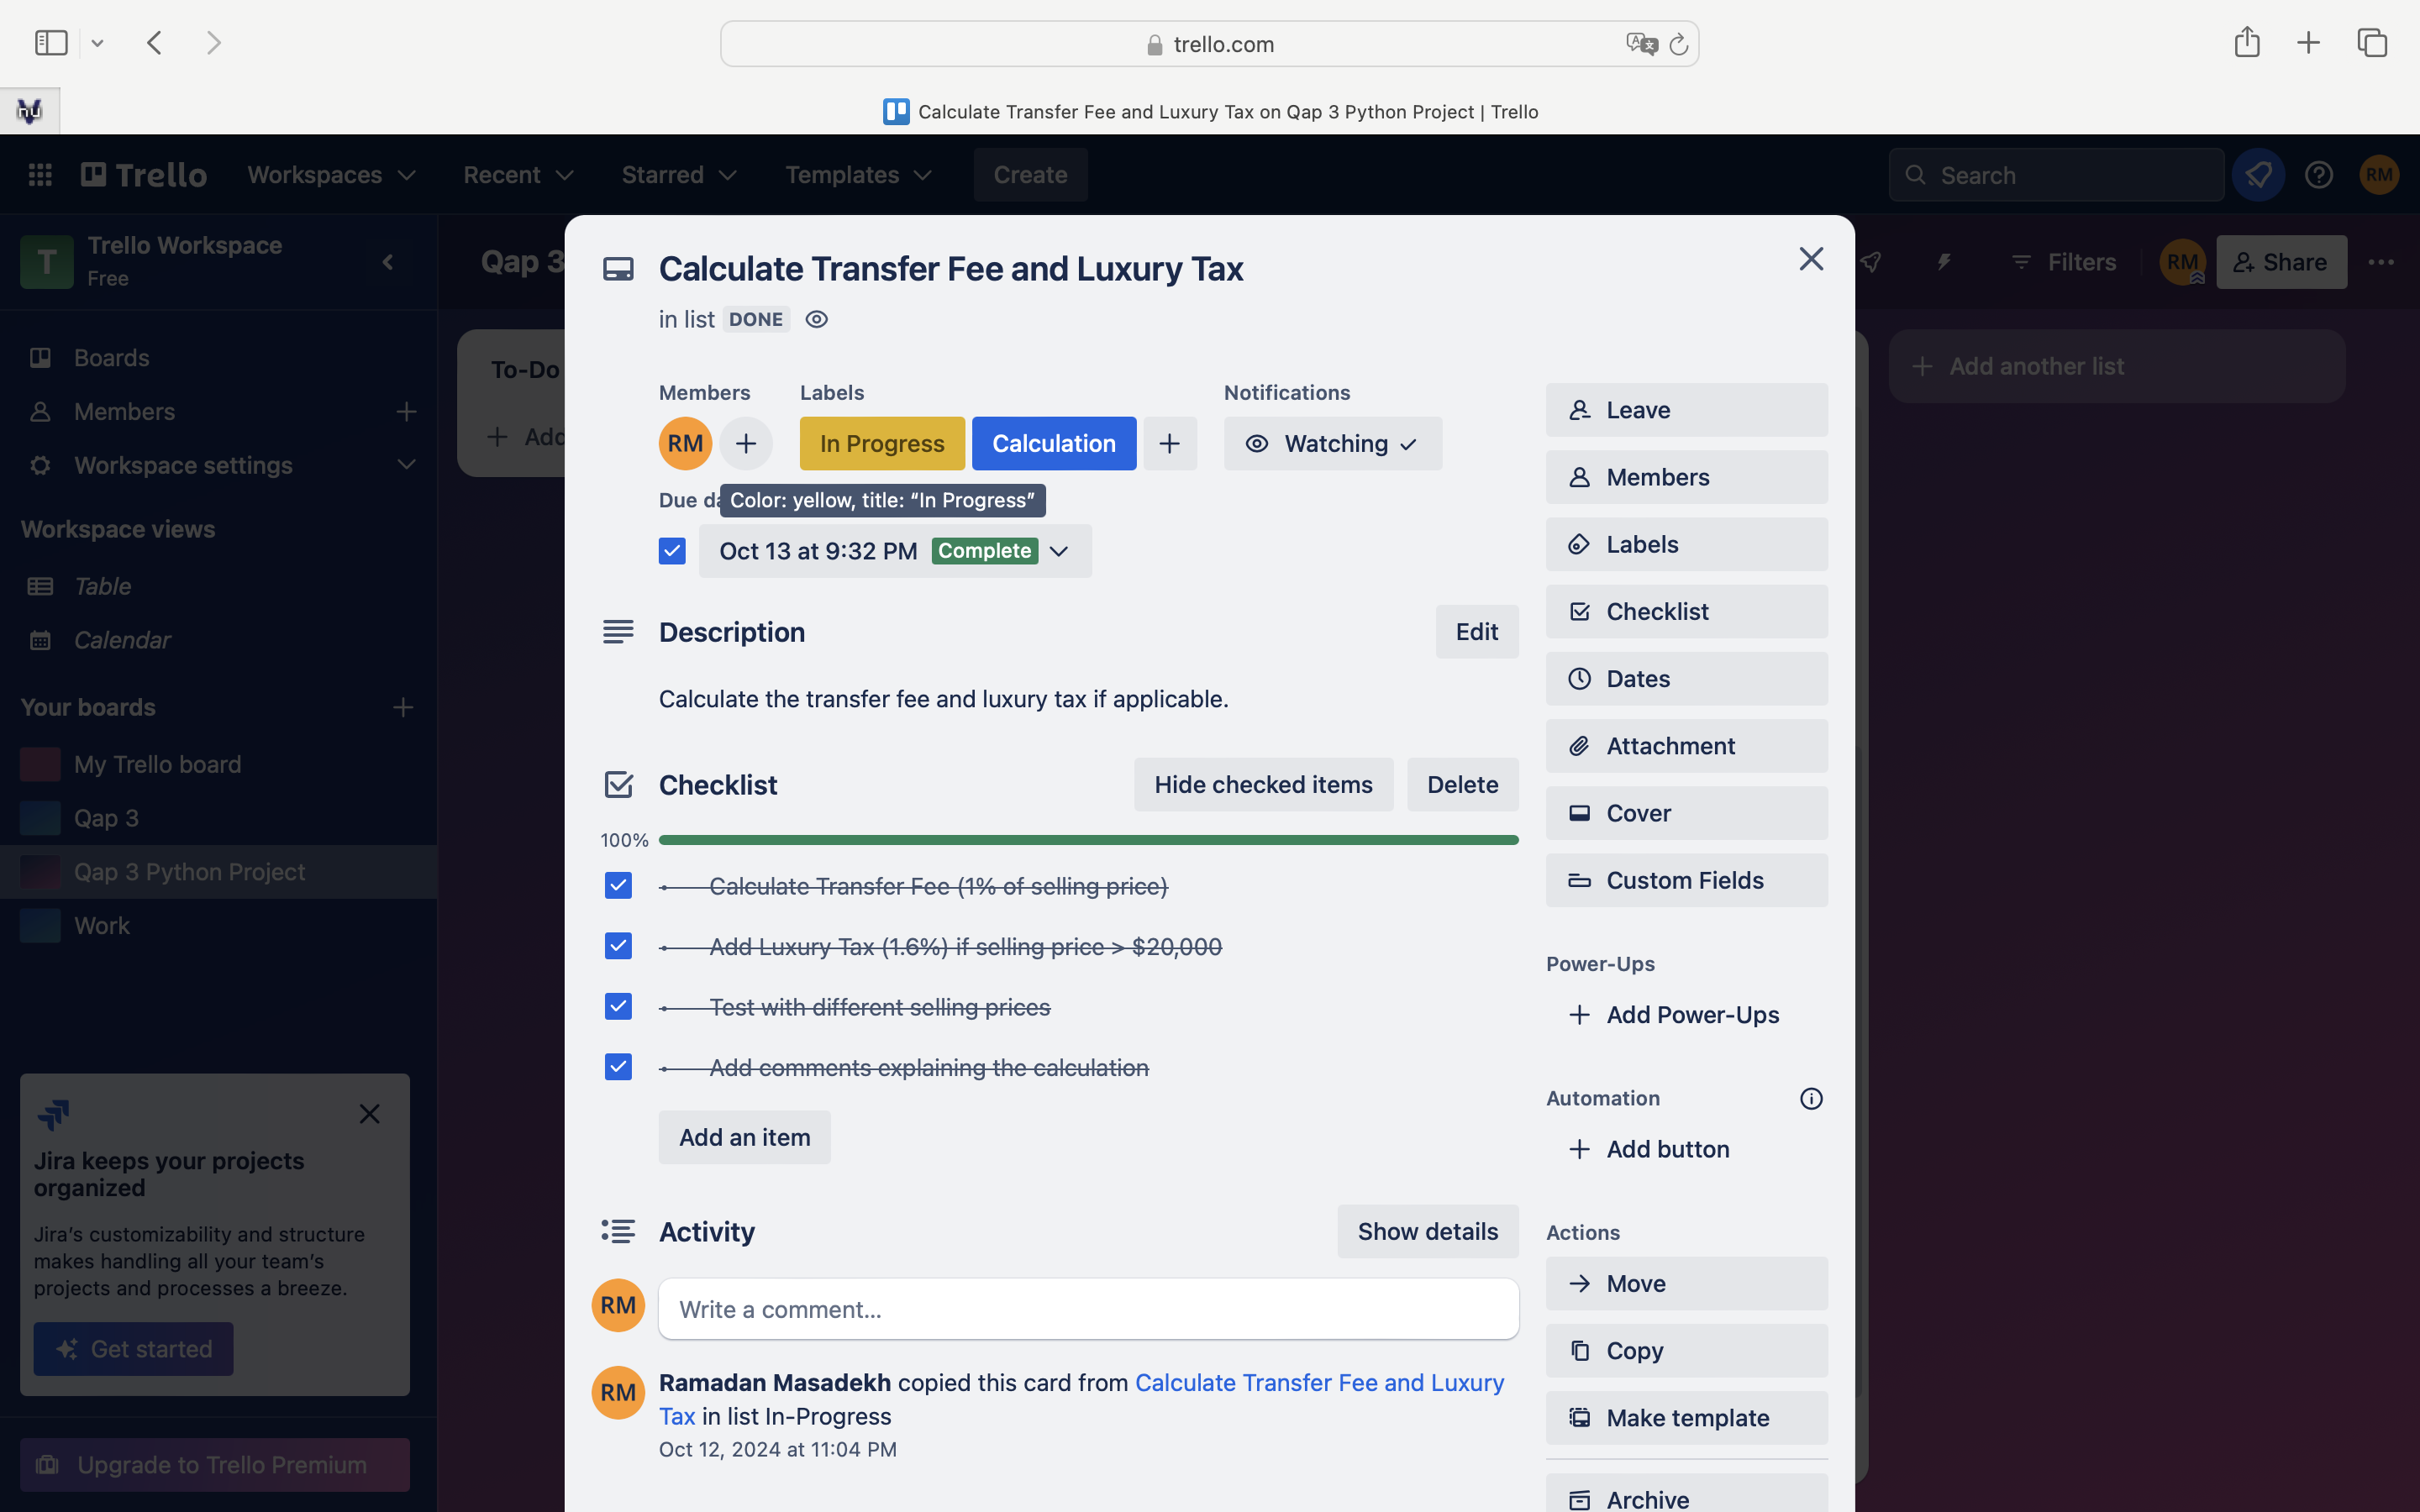 trello.com
nu
Calculate Transfer Fee and Luxury Tax on Qap 3 Python Project | Trello
Trello
Workspaces
Recent
Starred
Templates
Create
Search
RM
T
Trello Workspace
Free
Qap 3
Filters
RM
Share
Boards
Members
Workspace settings
Workspace views
Table
Calendar
Your boards
My Trello board
Qap 3
Qap 3 Python Project
Work
Jira keeps your projects
organized
Jira's customizability and structure
makes handling all your team's
projects and processes a breeze.
Get started
Upgrade to Trello Premium
To-Do
+ Add
+ Add another list
Calculate Transfer Fee and Luxury Tax
in list DONE
Members
Labels
Notifications
RM
+
In Progress
Calculation
+
Watching
Due da
Color: yellow, title: “In Progress”
Oct 13 at 9:32 PM Complete
Description
Edit
Calculate the transfer fee and luxury tax if applicable.
Checklist
Hide checked items
Delete
100%
• Calculate Transfer Fee (1% of selling price)
• Add Luxury Tax (1.6%) if selling price > $20,000
• Test with different selling prices
• Add comments explaining the calculation
Add an item
Activity
Show details
RM
Write a comment…
RM
Ramadan Masadekh copied this card from Calculate Transfer Fee and Luxury
Tax in list In-Progress
Oct 12, 2024 at 11:04 PM
Leave
Members
Labels
Checklist
Dates
Attachment
Cover
Custom Fields
Power-Ups
+ Add Power-Ups
Automation
+ Add button
Actions
Move
Copy
Make template
Archive